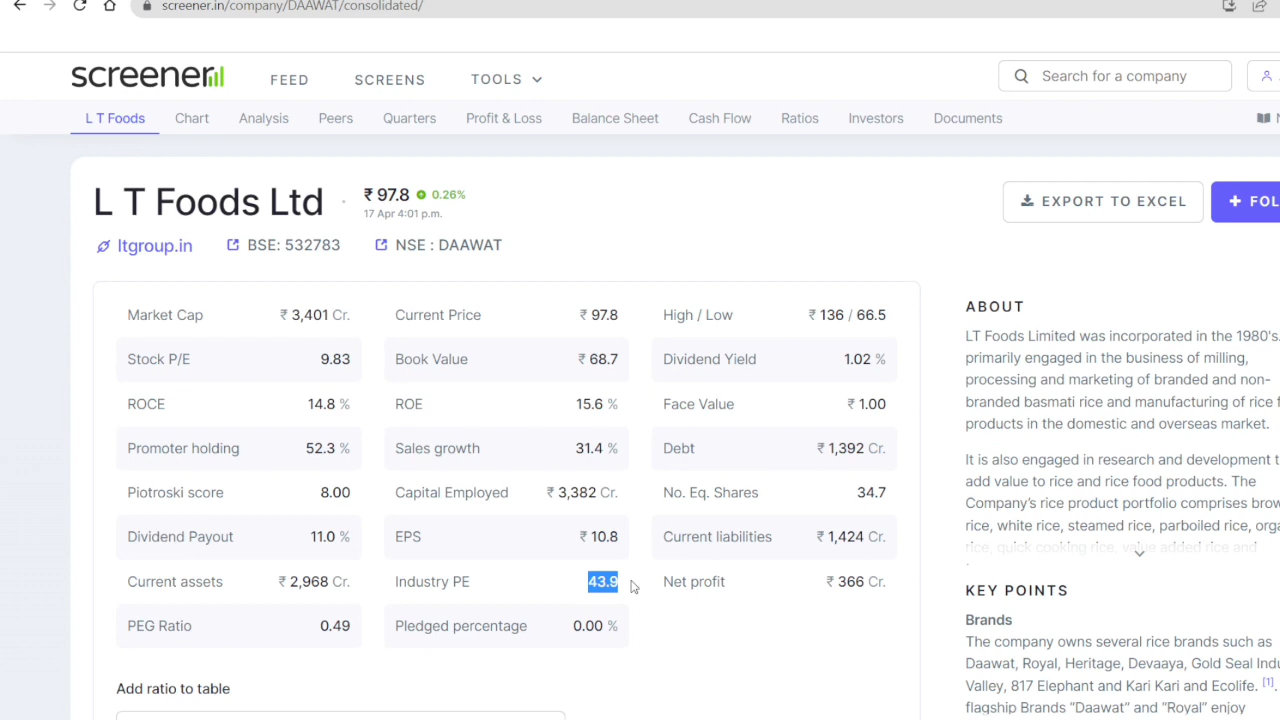 screener.in/company/DAAWAT/consolidated/
screener
FEED SCREENS TOOLS
Search for a company
L T Foods Chart Analysis Peers Quarters Profit & Loss Balance Sheet Cash Flow Ratios Investors Documents
L T Foods Ltd
₹ 97.8 0.26%
17 Apr 4:01 p.m.
EXPORT TO EXCEL
+ FOL
ltgroup.in BSE: 532783 NSE : DAAWAT
Market Cap ₹ 3,401 Cr. Current Price ₹ 97.8 High / Low ₹ 136 / 66.5
Stock P/E 9.83 Book Value ₹ 68.7 Dividend Yield 1.02 %
ROCE 14.8 % ROE 15.6 % Face Value ₹ 1.00
Promoter holding 52.3 % Sales growth 31.4 % Debt ₹ 1,392 Cr.
Piotroski score 8.00 Capital Employed ₹ 3,382 Cr. No. Eq. Shares 34.7
Dividend Payout 11.0 % EPS ₹ 10.8 Current liabilities ₹ 1,424 Cr.
Current assets ₹ 2,968 Cr. Industry PE 43.9 Net profit ₹ 366 Cr.
PEG Ratio 0.49 Pledged percentage 0.00 %
Add ratio to table
ABOUT
LT Foods Limited was incorporated in the 1980's.
primarily engaged in the business of milling,
processing and marketing of branded and non-
branded basmati rice and manufacturing of rice f
products in the domestic and overseas market.
It is also engaged in research and development t
add value to rice and rice food products. The
Company's rice product portfolio comprises brow
rice, white rice, steamed rice, parboiled rice, orga
rice, quick cooking rice, value added rice and
KEY POINTS
Brands
The company owns several rice brands such as
Daawat, Royal, Heritage, Devaaya, Gold Seal Indu
Valley, 817 Elephant and Kari Kari and Ecolife. [1].
flagship Brands "Daawat" and "Royal" enjoy